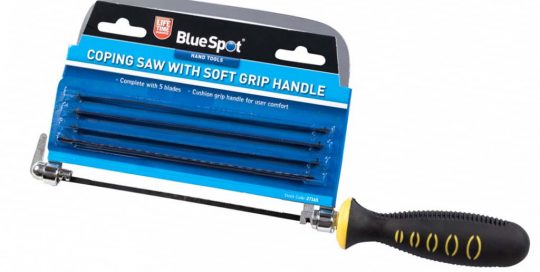 LIFE
TIME
BlueSpot®
HAND TOOLS
COPING SAW WITH SOFT GRIP HANDLE
• Complete with 5 blades • Cushion grip handle for user comfort